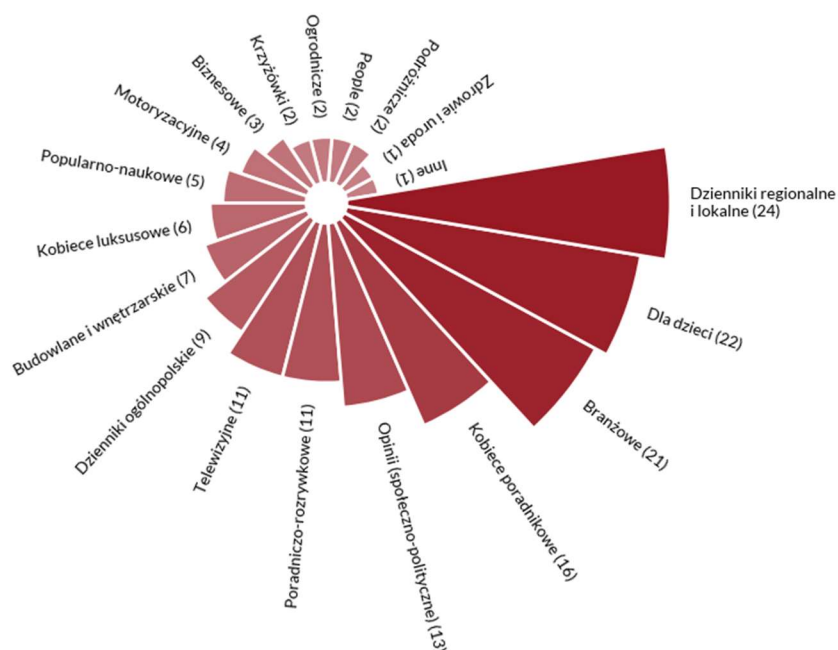 Dzienniki regionalne
i lokalne (24)
Dla dzieci (22)
Branżowe (21)
Kobiece poradnikowe (16)
Opinii (społeczno-polityczne) (13)
Poradniczo-rozrywkowe (11)
Telewizyjne (11)
Dzienniki ogólnopolskie (9)
Budowlane i wnętrzarskie (7)
Kobiece luksusowe (6)
Popularno-naukowe (5)
Motoryzacyjne (4)
Biznesowe (3)
Krzyżówki (2)
Ogrodnicze (2)
People (2)
Podróżnicze (2)
Zdrowie i uroda (1)
Inne (1)